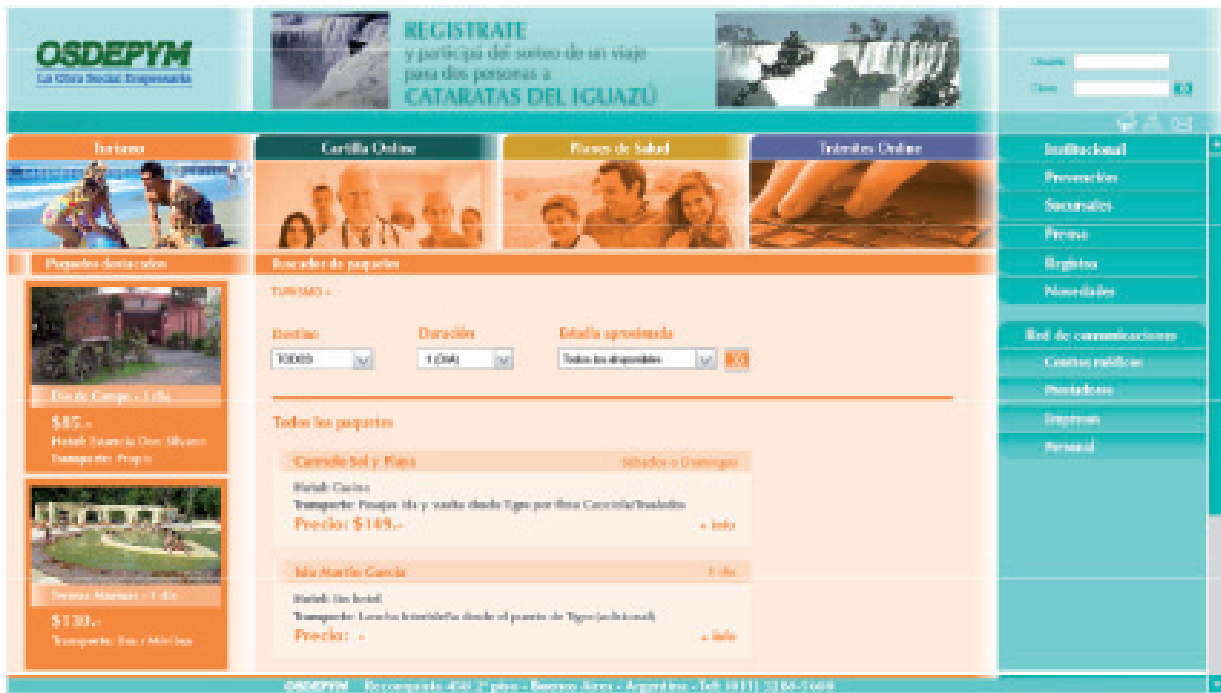 OSDEPYM
La Obra Social Empresaria
REGISTRATE
y participá del sorteo de un viaje
para dos personas a
CATARATAS DEL IGUAZÚ
Usuario
Clave
Turismo
Cartilla Online
Planes de Salud
Trámites Online
Institucional
Prevención
Sucursales
Prensa
Registro
Novedades
Red de comunicaciones
Centros médicos
Prestadores
Empresas
Personal
Paquetes destacados
Día de Campo - 1 día
$85.-
Hotel: Estancia Don Silvano
Transporte: Propio
Termas Marinas - 1 día
$130.-
Transporte: Bus / Minibus
Buscador de paquetes
TURISMO »
Destino
Duración
Estadía aproximada
TODOS
1 (DIA)
Todos los disponibles
Todos los paquetes
Carmelo Sol y Playa
Sábados o Domingos
Hotel: Casino
Transporte: Pasajes ida y vuelta desde Tigre por flota Cacciola/Traslados
Precio: $149.-
+ info
Isla Martín García
1 día
Hotel: Sin hotel
Transporte: Lancha Interisleña desde el puerto de Tigre (adicional)
Precio: -
+ info
OSDEPYM Reconquista 458 2º piso - Buenos Aires - Argentina - Tel: (011)